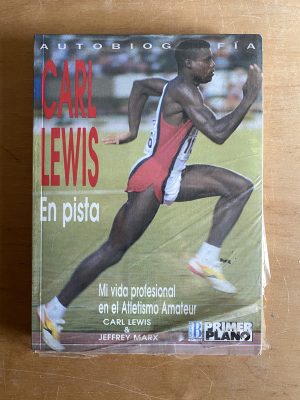 AUTOBIOGRAFÍA
CARL
LEWIS
En pista
Mi vida profesional
en el Atletismo Amateur
CARL LEWIS
&
JEFFREY MARX
PRIMER
PLANO